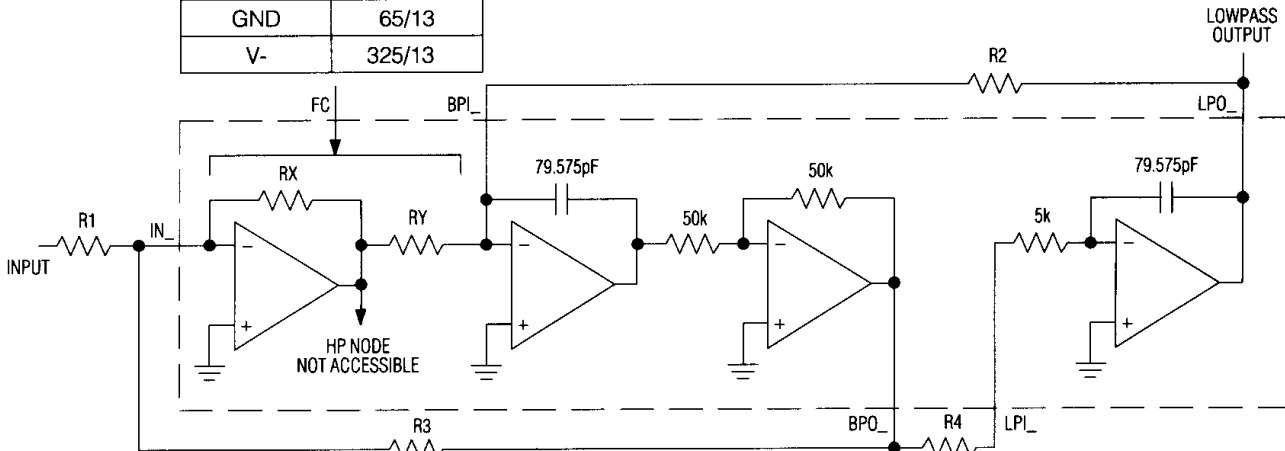 GND 65/13
V- 325/13
LOWPASS
OUTPUT
R2
FC
BPI_
LPO_
RX
79.575pF
50k
79.575pF
R1
IN_
RY
50k
5k
INPUT
−
+
−
+
−
+
−
+
HP NODE
NOT ACCESSIBLE
R3
BPO_
R4
LPI_